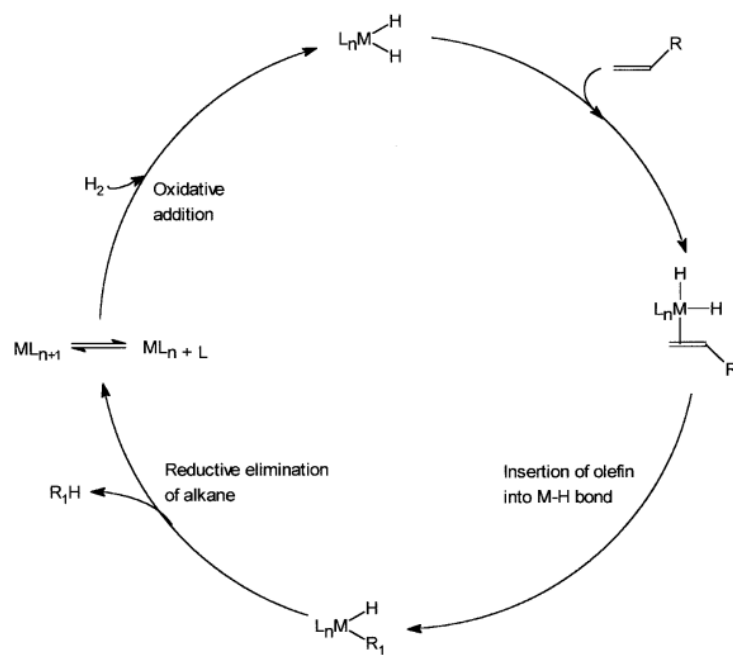 H
LₙM
H
R
H₂
Oxidative
addition
H
LₙM—H
R
MLₙ₊₁ ⇌ MLₙ + L
Reductive elimination
of alkane
Insertion of olefin
into M-H bond
R₁H
H
LₙM
R₁